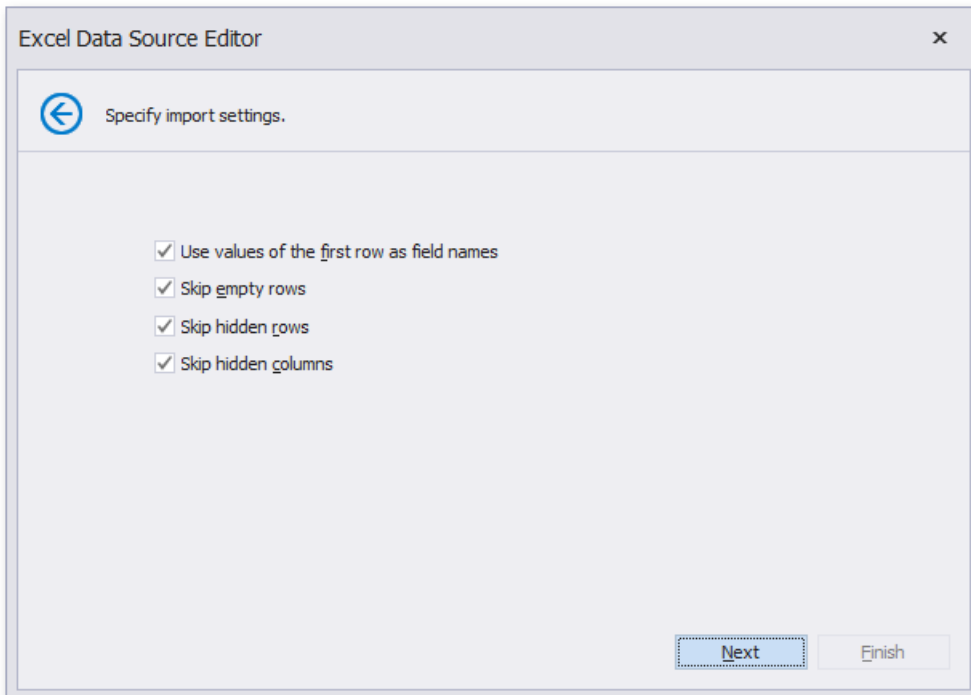 Excel Data Source Editor
Specify import settings.
Use values of the first row as field names
Skip empty rows
Skip hidden rows
Skip hidden columns
Next
Finish